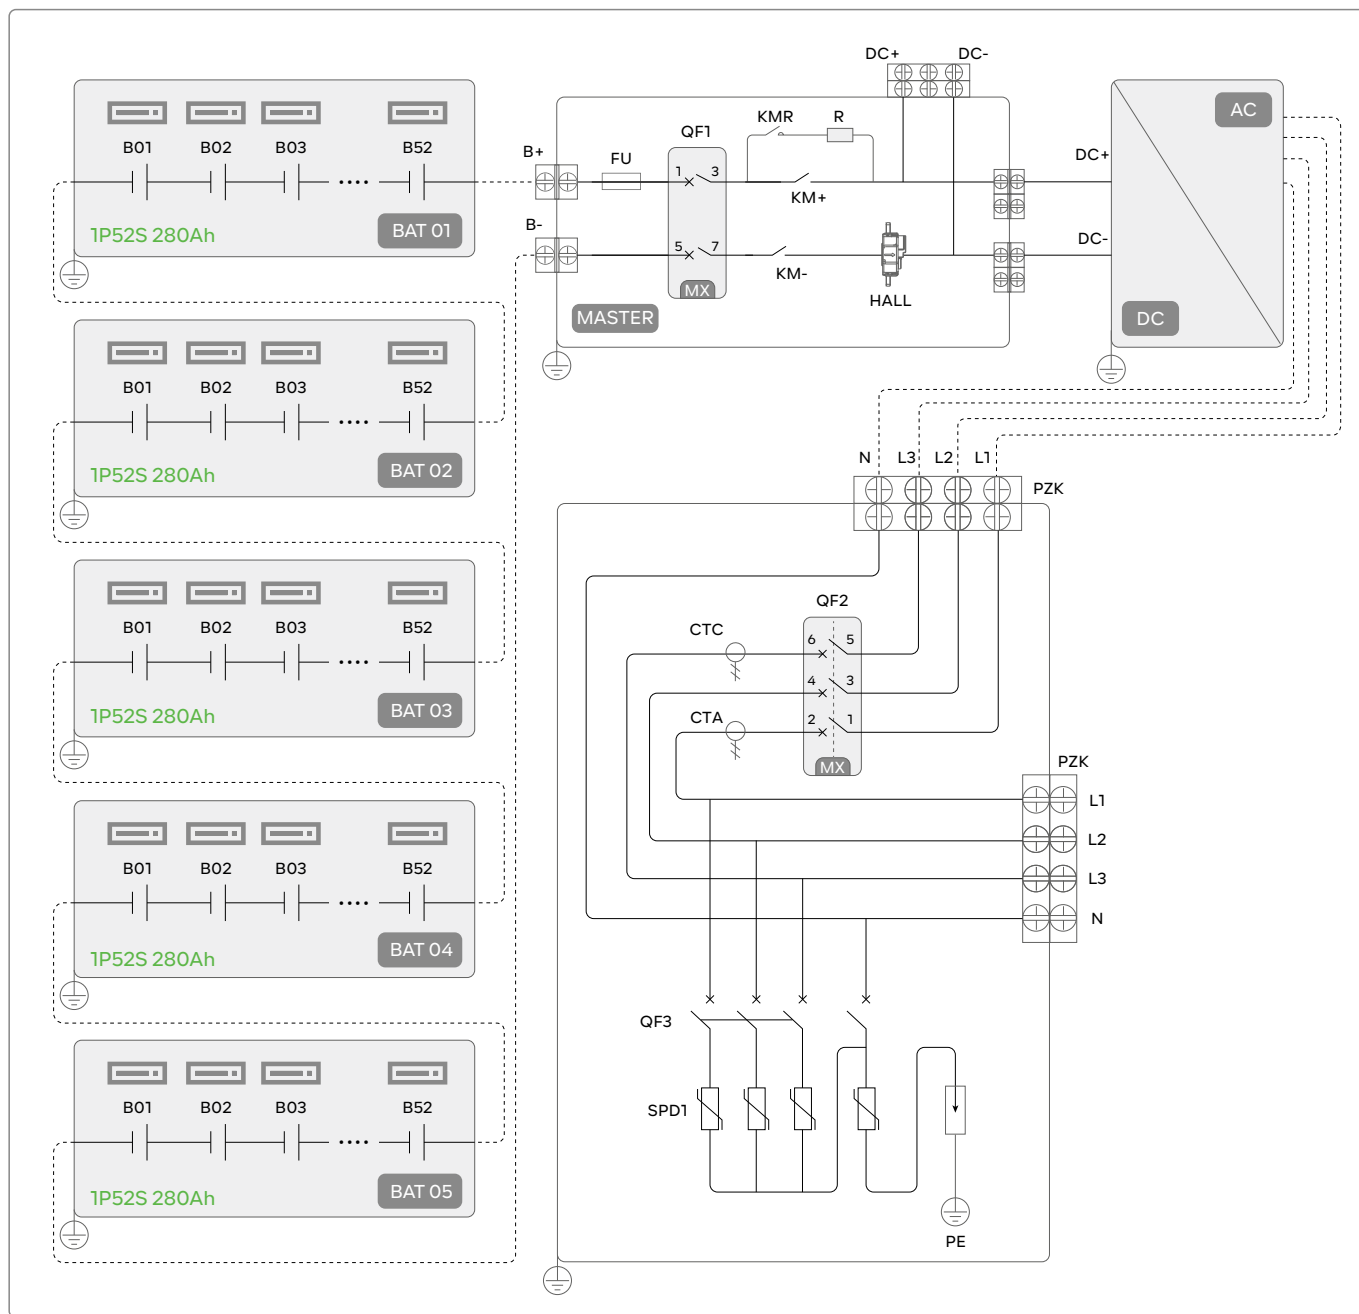 B01 B02 B03 B52
1P52S 280Ah
BAT 01
B01 B02 B03 B52
1P52S 280Ah
BAT 02
B01 B02 B03 B52
1P52S 280Ah
BAT 03
B01 B02 B03 B52
1P52S 280Ah
BAT 04
B01 B02 B03 B52
1P52S 280Ah
BAT 05
DC+ DC-
KMR R
QF1
B+ FU
1 3
KM+
B-
5 7
KM-
MX
HALL
MASTER
AC
DC+
DC-
DC
N L3 L2 L1
PZK
QF2
CTC
6 5
4 3
CTA
2 1
MX
PZK
L1
L2
L3
N
QF3
SPD1
PE